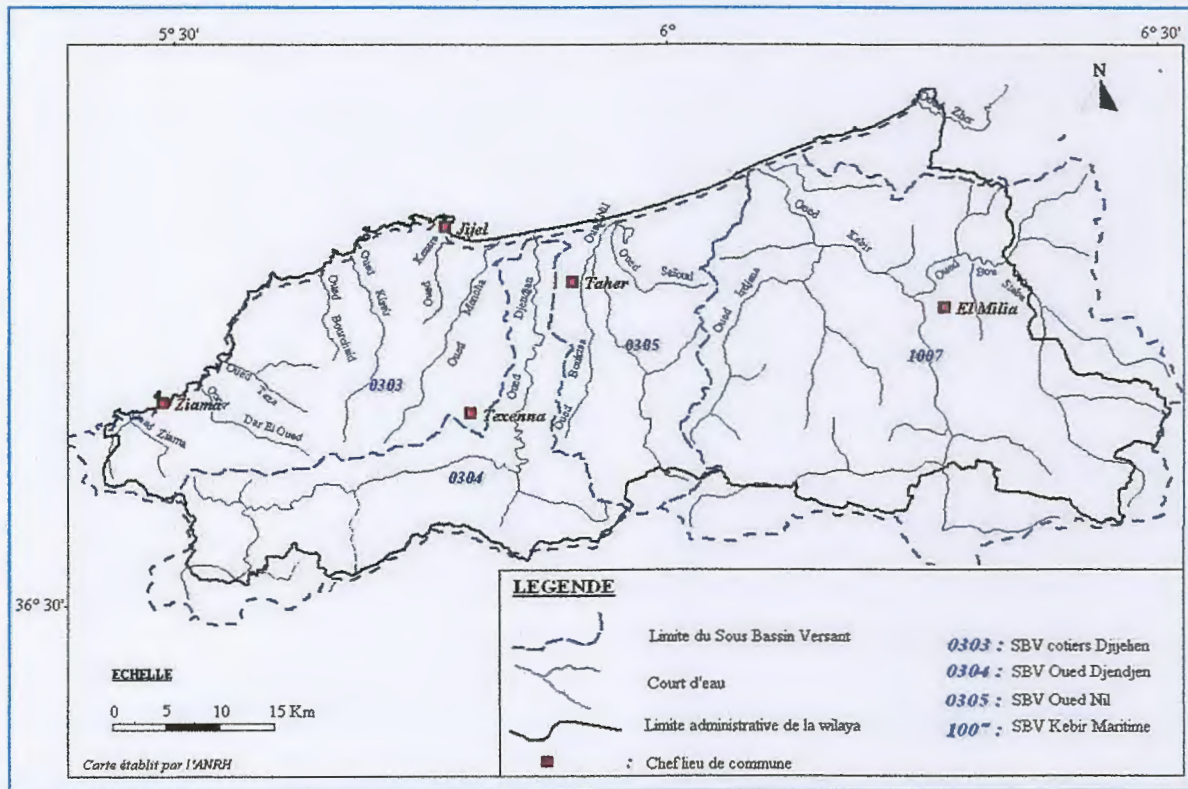 5° 30'
6°
6° 30'
N
Oued Zhor
Jijel
Oued Kissir
Oued Bourchaid
Oued Mencha
Oued Djendjen
Oued Nil
Oued Saïoud
Taher
Oued Boukraa
Oued Kebir
Oued Irdjana
Oued Bou Siaba
El Milia
0305
1007
0303
Oued Taza
Ziama
Oued Dar El Oued
Oued Ziama
Texenna
0304
36° 30'
LEGENDE
Limite du Sous Bassin Versant
Court d'eau
Limite administrative de la wilaya
: Chef lieu de commune
0303 : SBV cotiers Djijelien
0304 : SBV Oued Djendjen
0305 : SBV Oued Nil
1007 : SBV Kebir Maritime
ECHELLE
0 5 10 15 Km
Carte établit par l'ANRH